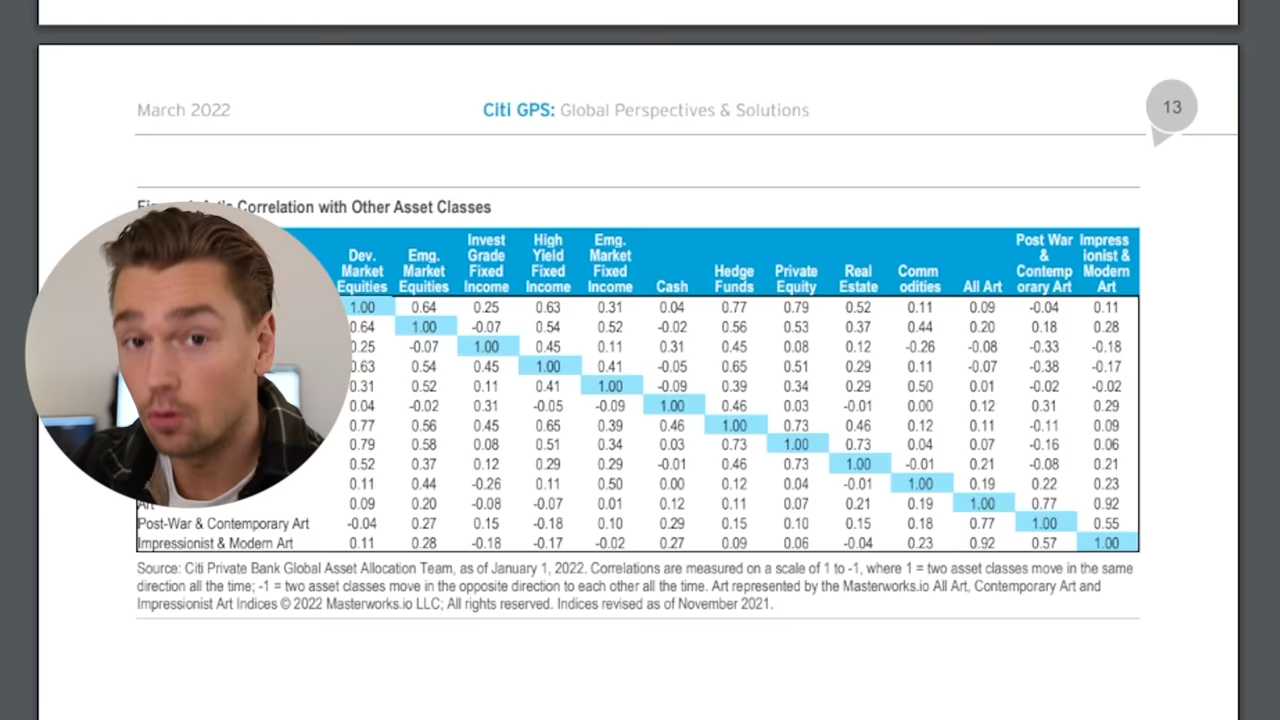 March 2022
Citi GPS: Global Perspectives & Solutions
13
Correlation with Other Asset Classes
Dev. Market Equities Emg. Market Equities Invest Grade Fixed Income High Yield Fixed Income Emg. Market Fixed Income Cash Hedge Funds Private Equity Real Estate Comm odities All Art Post War & Contemp orary Art Impress ionist & Modern Art
1.00 0.64 0.25 0.63 0.31 0.04 0.77 0.79 0.52 0.11 0.09 -0.04 0.11
0.64 1.00 -0.07 0.54 0.52 -0.02 0.56 0.53 0.37 0.44 0.20 0.18 0.28
0.25 -0.07 1.00 0.45 0.11 0.31 0.45 0.08 0.12 -0.26 -0.08 -0.33 -0.18
0.63 0.54 0.45 1.00 0.41 -0.05 0.65 0.51 0.29 0.11 -0.07 -0.38 -0.17
0.31 0.52 0.11 0.41 1.00 -0.09 0.39 0.34 0.29 0.50 0.01 -0.02 -0.02
0.04 -0.02 0.31 -0.05 -0.09 1.00 0.46 0.03 -0.01 0.00 0.12 0.31 0.29
0.77 0.56 0.45 0.65 0.39 0.46 1.00 0.73 0.46 0.12 0.11 -0.11 0.09
0.79 0.58 0.08 0.51 0.34 0.03 0.73 1.00 0.73 0.04 0.07 -0.16 0.06
0.52 0.37 0.12 0.29 0.29 -0.01 0.46 0.73 1.00 -0.01 0.21 -0.08 0.21
0.11 0.44 -0.26 0.11 0.50 0.00 0.12 0.04 -0.01 1.00 0.19 0.22 0.23
Art 0.09 0.20 -0.08 -0.07 0.01 0.12 0.11 0.07 0.21 0.19 1.00 0.77 0.92
Post-War & Contemporary Art -0.04 0.27 0.15 -0.18 0.10 0.29 0.15 0.10 0.15 0.18 0.77 1.00 0.55
Impressionist & Modern Art 0.11 0.28 -0.18 -0.17 -0.02 0.27 0.09 0.06 -0.04 0.23 0.92 0.57 1.00
Source: Citi Private Bank Global Asset Allocation Team, as of January 1, 2022. Correlations are measured on a scale of 1 to -1, where 1 = two asset classes move in the same
direction all the time; -1 = two asset classes move in the opposite direction to each other all the time. Art represented by the Masterworks.io All Art, Contemporary Art and
Impressionist Art Indices © 2022 Masterworks.io LLC; All rights reserved. Indices revised as of November 2021.